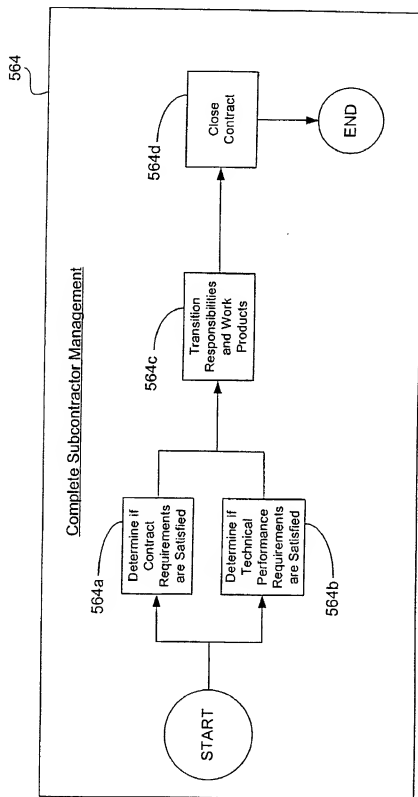 564
Complete Subcontractor Management
START
564a
Determine if
Contract
Requirements
are Satisfied
Determine if
Technical
Performance
Requirements
are Satisfied
564b
564c
Transition
Responsibilities
and Work
Products
564d
Close
Contract
END